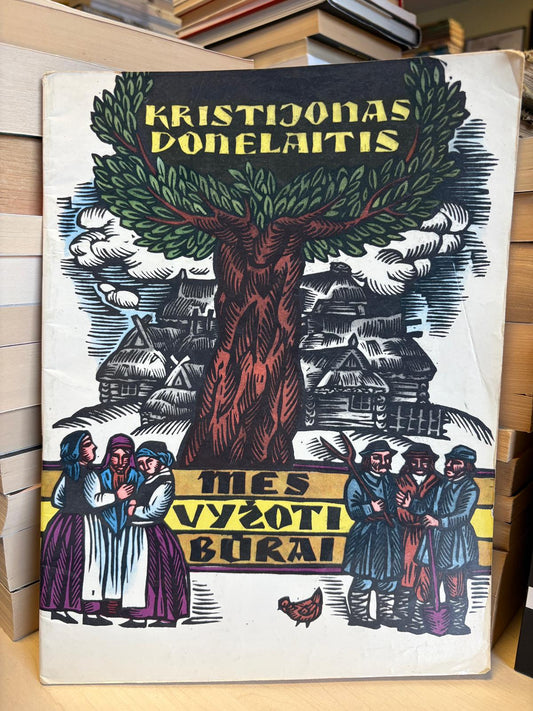 KRISTIJONAS
DONELAITIS
MES
VYŽOTI
BŪRAI